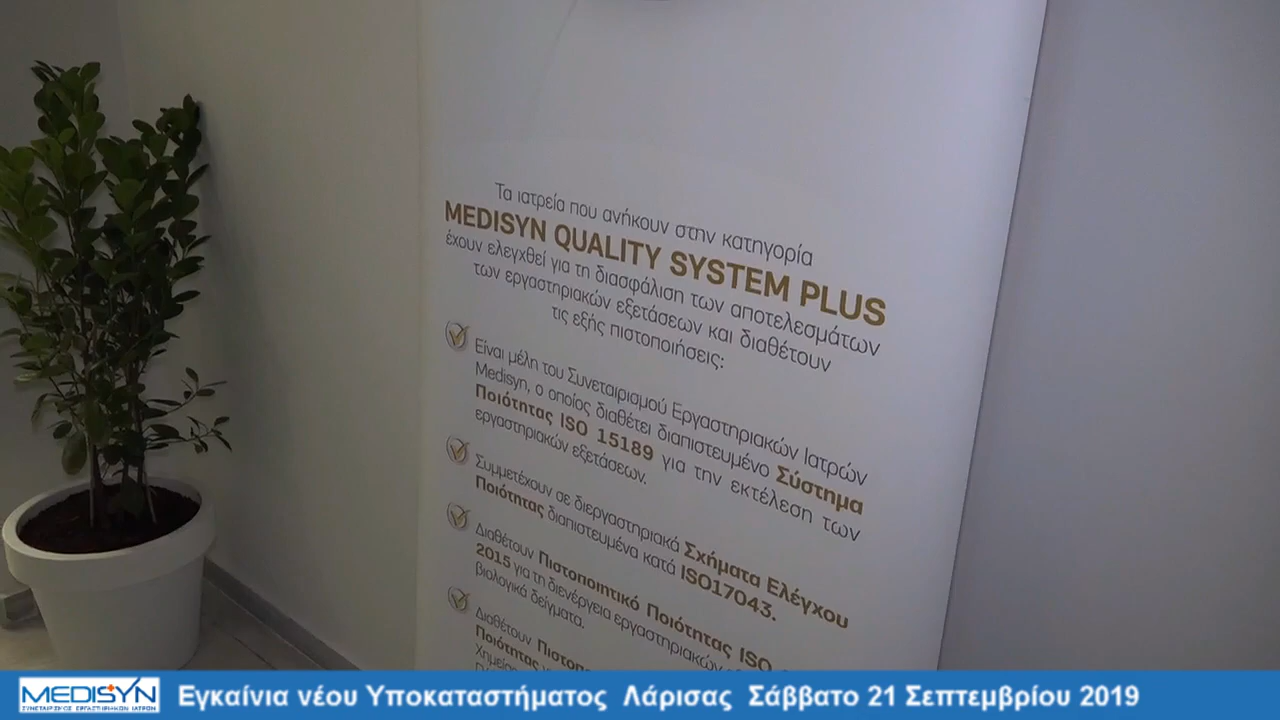 Τα ιατρεία που ανήκουν στην κατηγορία
MEDISYN QUALITY SYSTEM PLUS
έχουν ελεγχθεί για τη διασφάλιση των αποτελεσμάτων
των εργαστηριακών εξετάσεων και διαθέτουν
τις εξής πιστοποιήσεις:
Είναι μέλη του Συνεταιρισμού Εργαστηριακών Ιατρών
Medisyn, ο οποίος διαθέτει διαπιστευμένο Σύστημα
Ποιότητας ISO 15189 για την εκτέλεση των
εργαστηριακών εξετάσεων.
Συμμετέχουν σε διεργαστηριακά Σχήματα Ελέγχου
Ποιότητας διαπιστευμένα κατά ISO17043.
Διαθέτουν Πιστοποιητικό Ποιότητας ISO
2015 για τη διενέργεια εργαστηριακών
βιολογικά δείγματα.
Διαθέτουν
Ποιότητας
MEDISYN
ΣΥΝΕΤΑΙΡΙΣΜΟΣ ΕΡΓΑΣΤΗΡΙΑΚΩΝ ΙΑΤΡΩΝ
Εγκαίνια νέου Υποκαταστήματος Λάρισας Σάββατο 21 Σεπτεμβρίου 2019